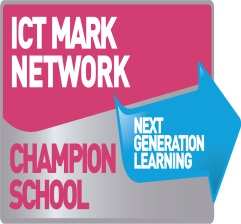 ICT MARK
NETWORK
NEXT
GENERATION
LEARNING
CHAMPION
SCHOOL